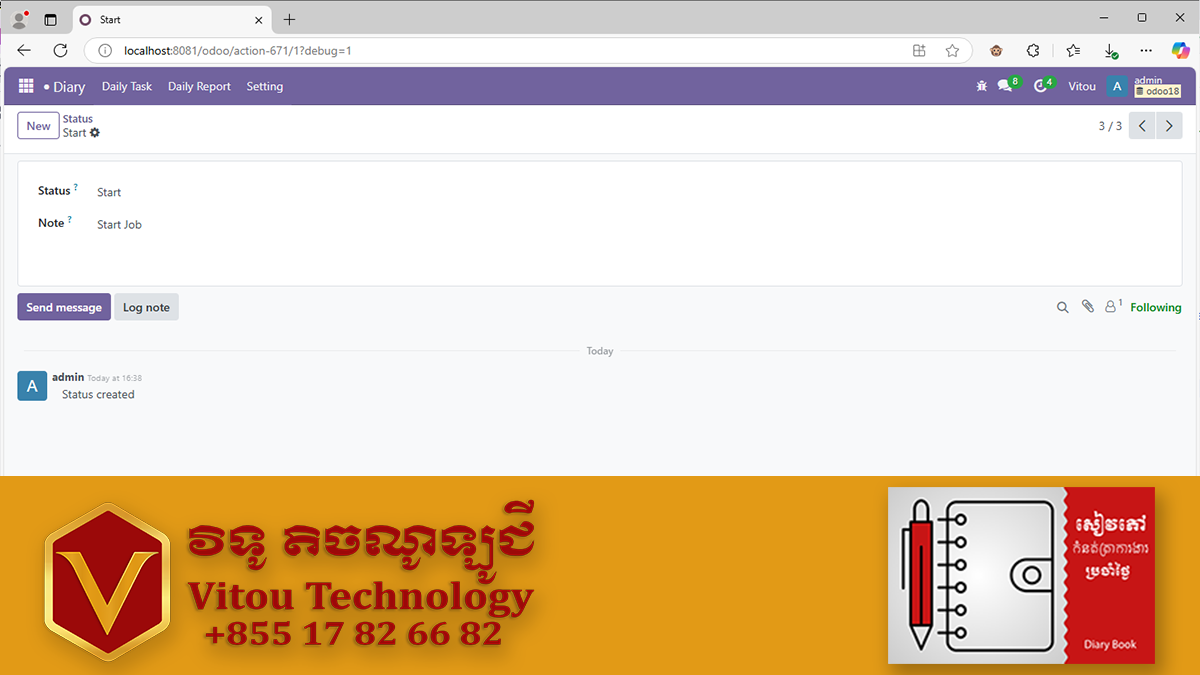 Start
localhost:8081/odoo/action-671/1?debug=1
Diary Daily Task Daily Report Setting 8 4 Vitou A admin
odoo18
New Status
Start
3 / 3
Status ? Start
Note ? Start Job
Send message Log note 1 Following
Today
A admin Today at 16:38
Status created
វិទូ តិចណូឡូជី
Vitou Technology
+855 17 82 66 82
សៀវភៅ
កំនត់ត្រាការងារ
ប្រចាំថ្ងៃ
Diary Book